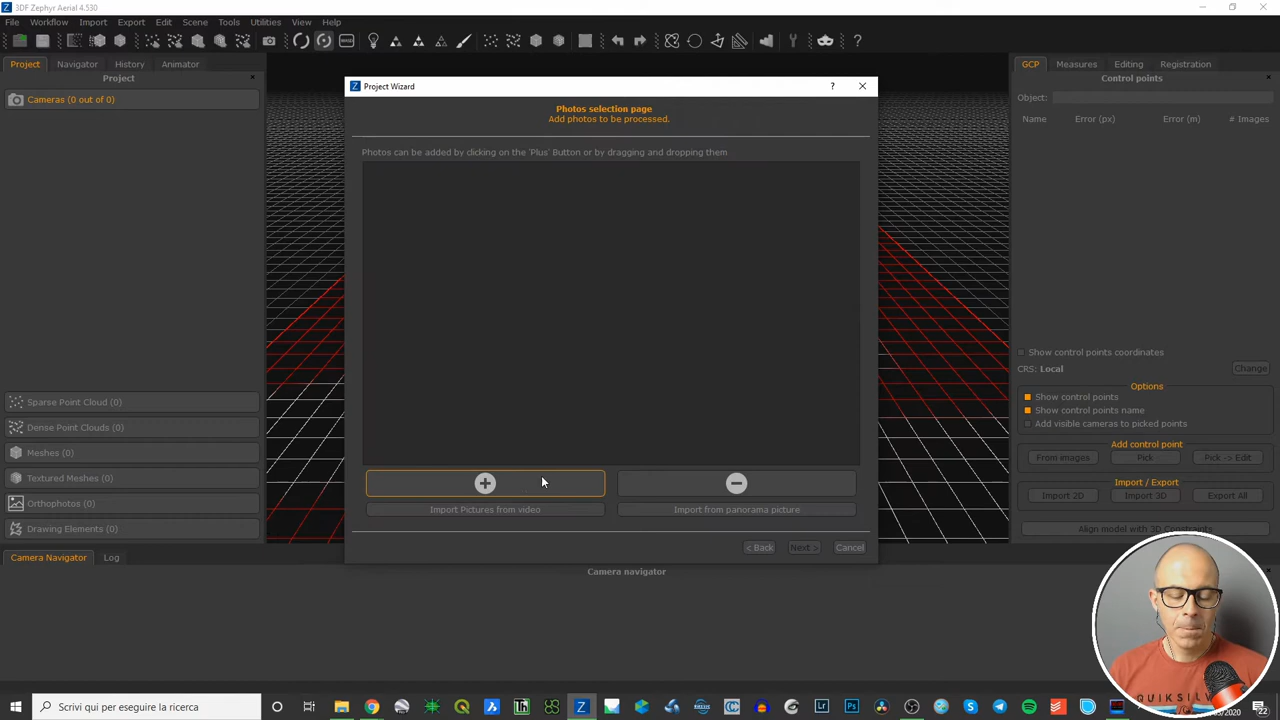 3DF Zephyr Aerial 4.530
File Workflow Import Export Edit Scene Tools Utilities View Help
Project Navigator History Animator
Project
Cameras (0 out of 0)
Sparse Point Cloud (0)
Dense Point Clouds (0)
Meshes (0)
Textured Meshes (0)
Orthophotos (0)
Drawing Elements (0)
Project Wizard
Photos selection page
Add photos to be processed.
Photos can be added by clicking on the 'Plus' Button or by dragging and dropping them
Import Pictures from video
Import from panorama picture
< Back Next > Cancel
GCP Measures Editing Registration
Control points
Object:
Name Error (px) Error (m) # Images
Show control points coordinates
CRS: Local Change
Options
Show control points
Show control points name
Add visible cameras to picked points
Add control point
From images Pick Pick -> Edit
Import / Export
Import 2D Import 3D Export All
Align model with 3D Constraints
Camera Navigator Log
Camera navigator
QUIKSILV
Scrivi qui per eseguire la ricerca